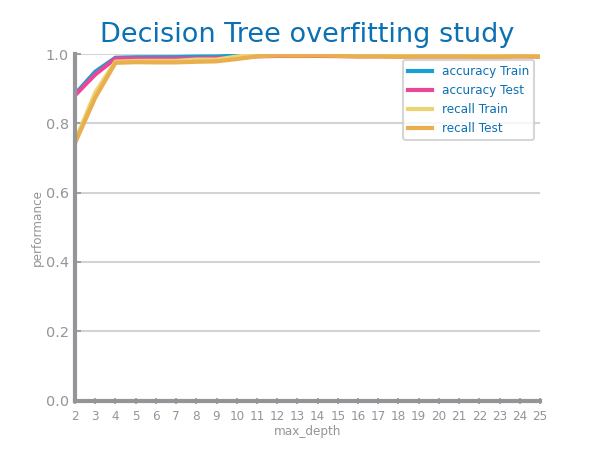 Decision Tree overfitting study
1.0
0.8
0.6
0.4
0.2
0.0
performance
accuracy Train
accuracy Test
recall Train
recall Test
2 3 4 5 6 7 8 9 10 11 12 13 14 15 16 17 18 19 20 21 22 23 24 25
max_depth